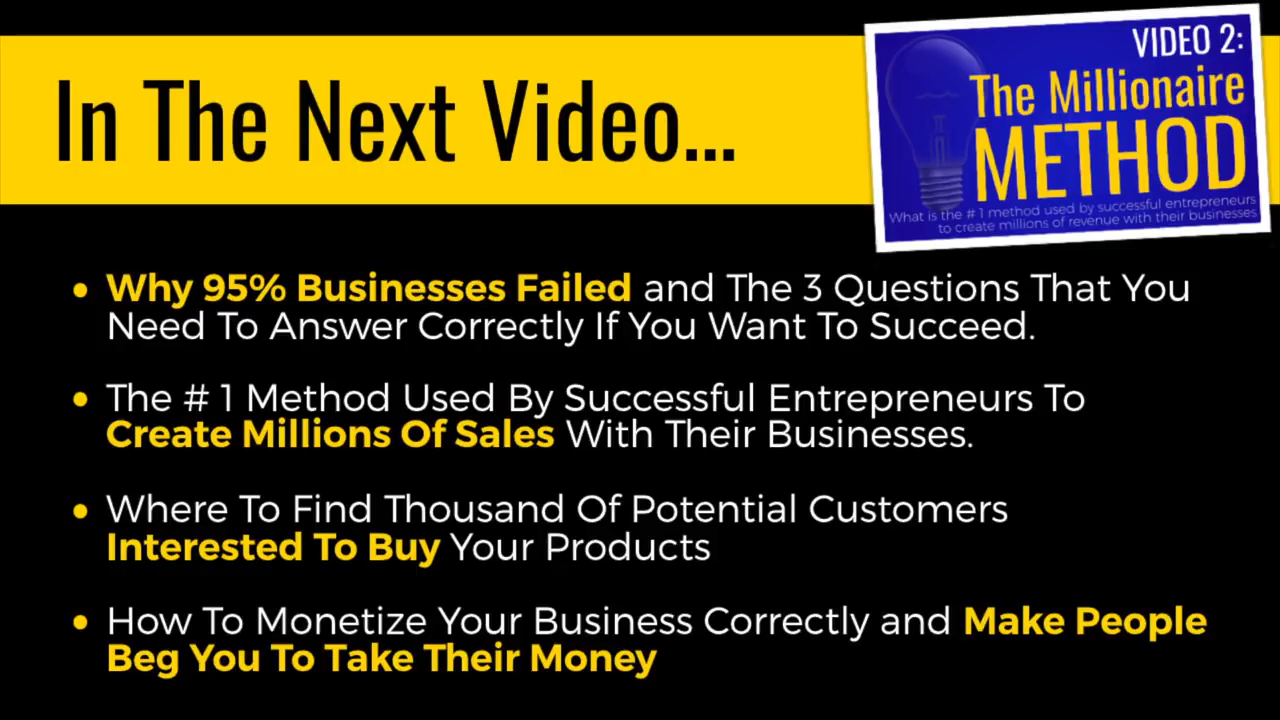 In The Next Video...
VIDEO 2:
The Millionaire
METHOD
What is the # 1 method used by successful entrepreneurs
to create millions of revenue with their businesses
• Why 95% Businesses Failed and The 3 Questions That You
Need To Answer Correctly If You Want To Succeed.
• The # 1 Method Used By Successful Entrepreneurs To
Create Millions Of Sales With Their Businesses.
• Where To Find Thousand Of Potential Customers
Interested To Buy Your Products
• How To Monetize Your Business Correctly and Make People
Beg You To Take Their Money